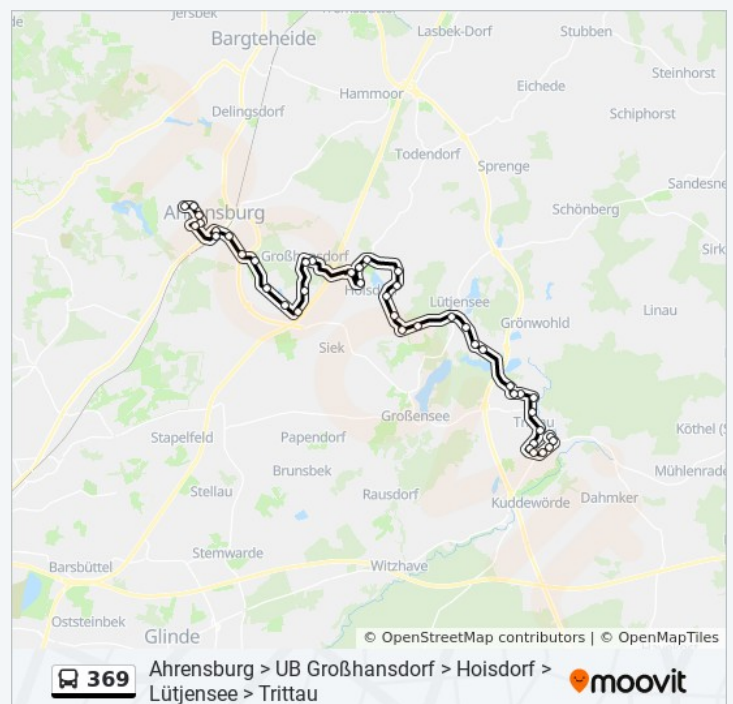 Jersbek
Lasbek-Dorf
Stubben
Bargteheide
Steinhorst
Eichede
Hammoor
Delingsdorf
Schiphorst
Todendorf
Sprenge
Sandesne
Ahrensburg
Schönberg
Sirk
Großhansdorf
Hoisdorf
Lütjensee
Linau
Grönwohld
Siek
Großensee
Trittau
Stapelfeld
Papendorf
Köthel (S
Brunsbek
Mühlenrade
Stellau
Rausdorf
Dahmker
Kuddewörde
Stemwarde
Witzhave
Barsbüttel
Oststeinbek
Glinde
© OpenStreetMap contributors | © OpenMapTiles
369
Ahrensburg > UB Großhansdorf > Hoisdorf >
Lütjensee > Trittau
moovit